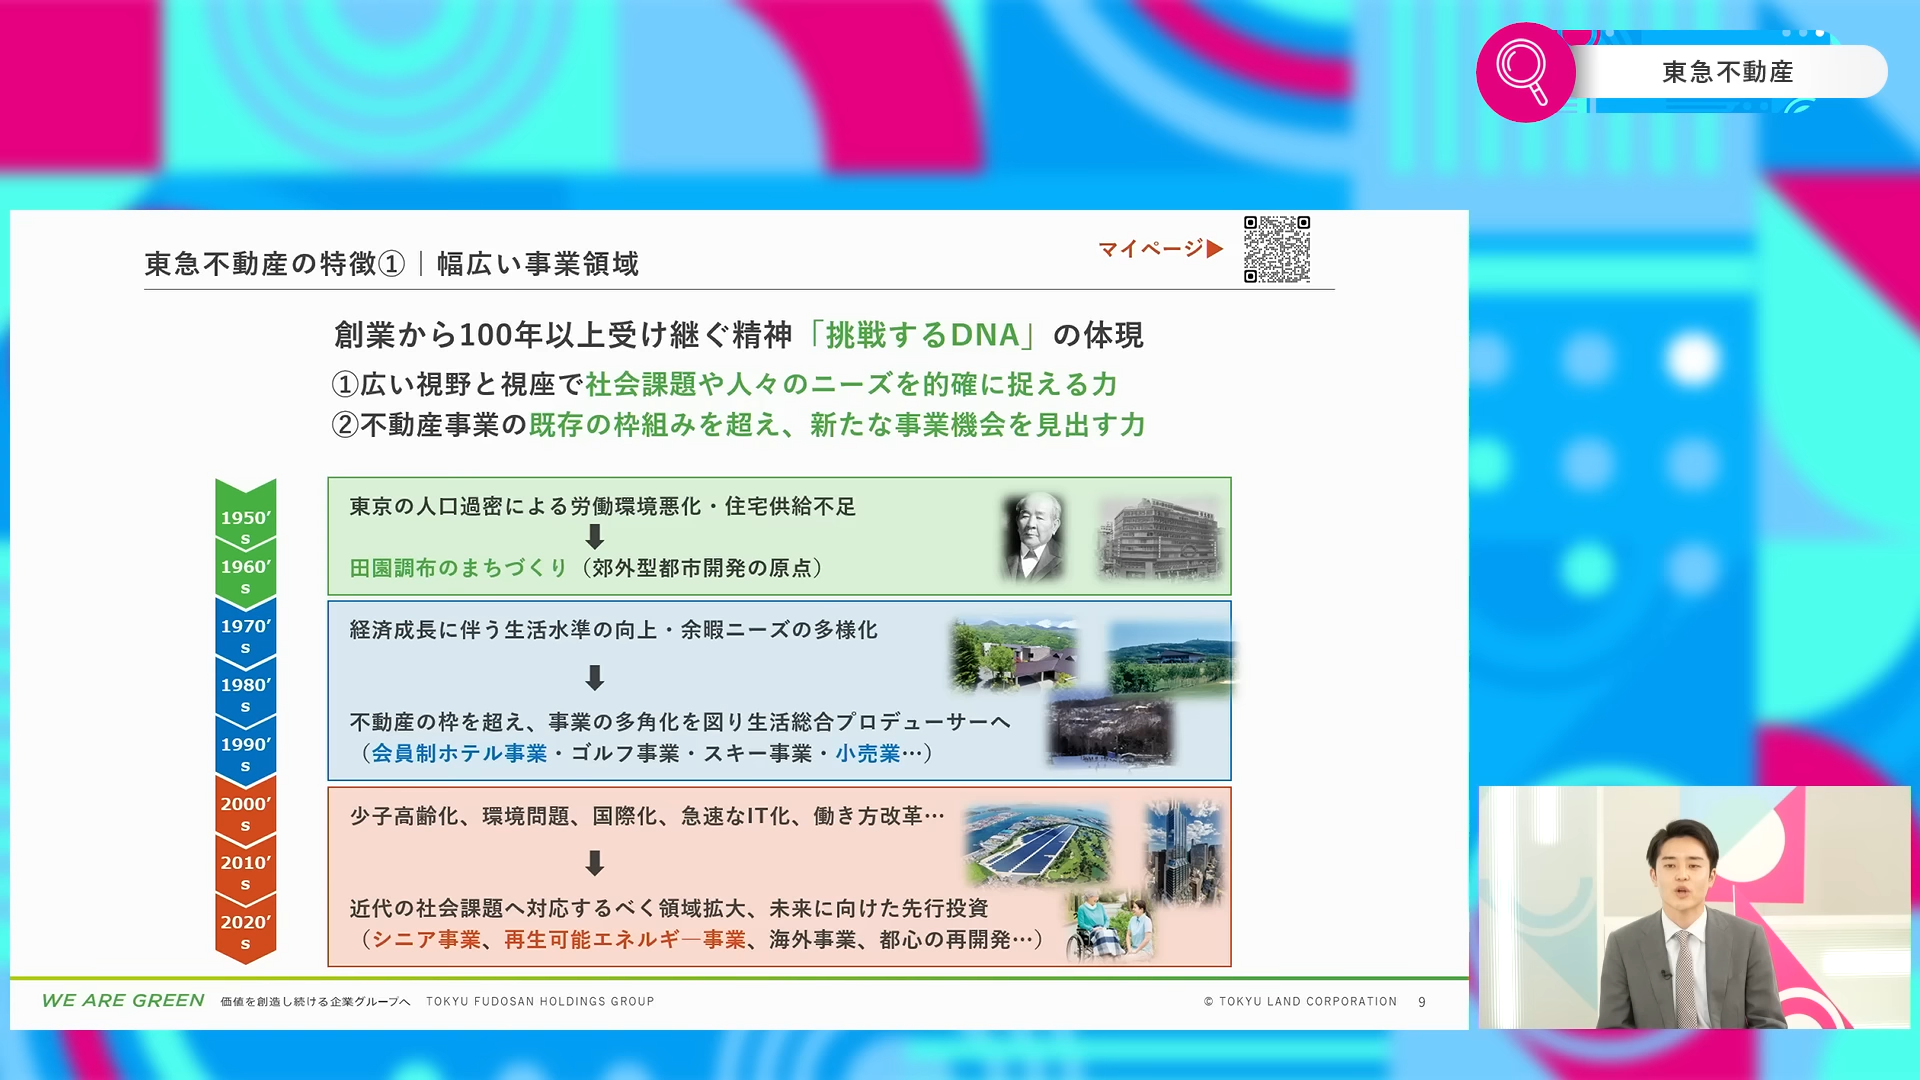 東急不動産
東急不動産の特徴①｜幅広い事業領域
マイページ▶
創業から100年以上受け継ぐ精神「挑戦するDNA」の体現
①広い視野と視座で社会課題や人々のニーズを的確に捉える力
②不動産事業の既存の枠組みを超え、新たな事業機会を見出す力
1950’s
1960’s
東京の人口過密による労働環境悪化・住宅供給不足
田園調布のまちづくり（郊外型都市開発の原点）
1970’s
1980’s
1990’s
経済成長に伴う生活水準の向上・余暇ニーズの多様化
不動産の枠を超え、事業の多角化を図り生活総合プロデューサーへ
（会員制ホテル事業・ゴルフ事業・スキー事業・小売業…）
2000’s
2010’s
2020’s
少子高齢化、環境問題、国際化、急速なIT化、働き方改革…
近代の社会課題へ対応するべく領域拡大、未来に向けた先行投資
（シニア事業、再生可能エネルギ―事業、海外事業、都心の再開発…）
WE ARE GREEN 価値を創造し続ける企業グループへ TOKYU FUDOSAN HOLDINGS GROUP
© TOKYU LAND CORPORATION 9